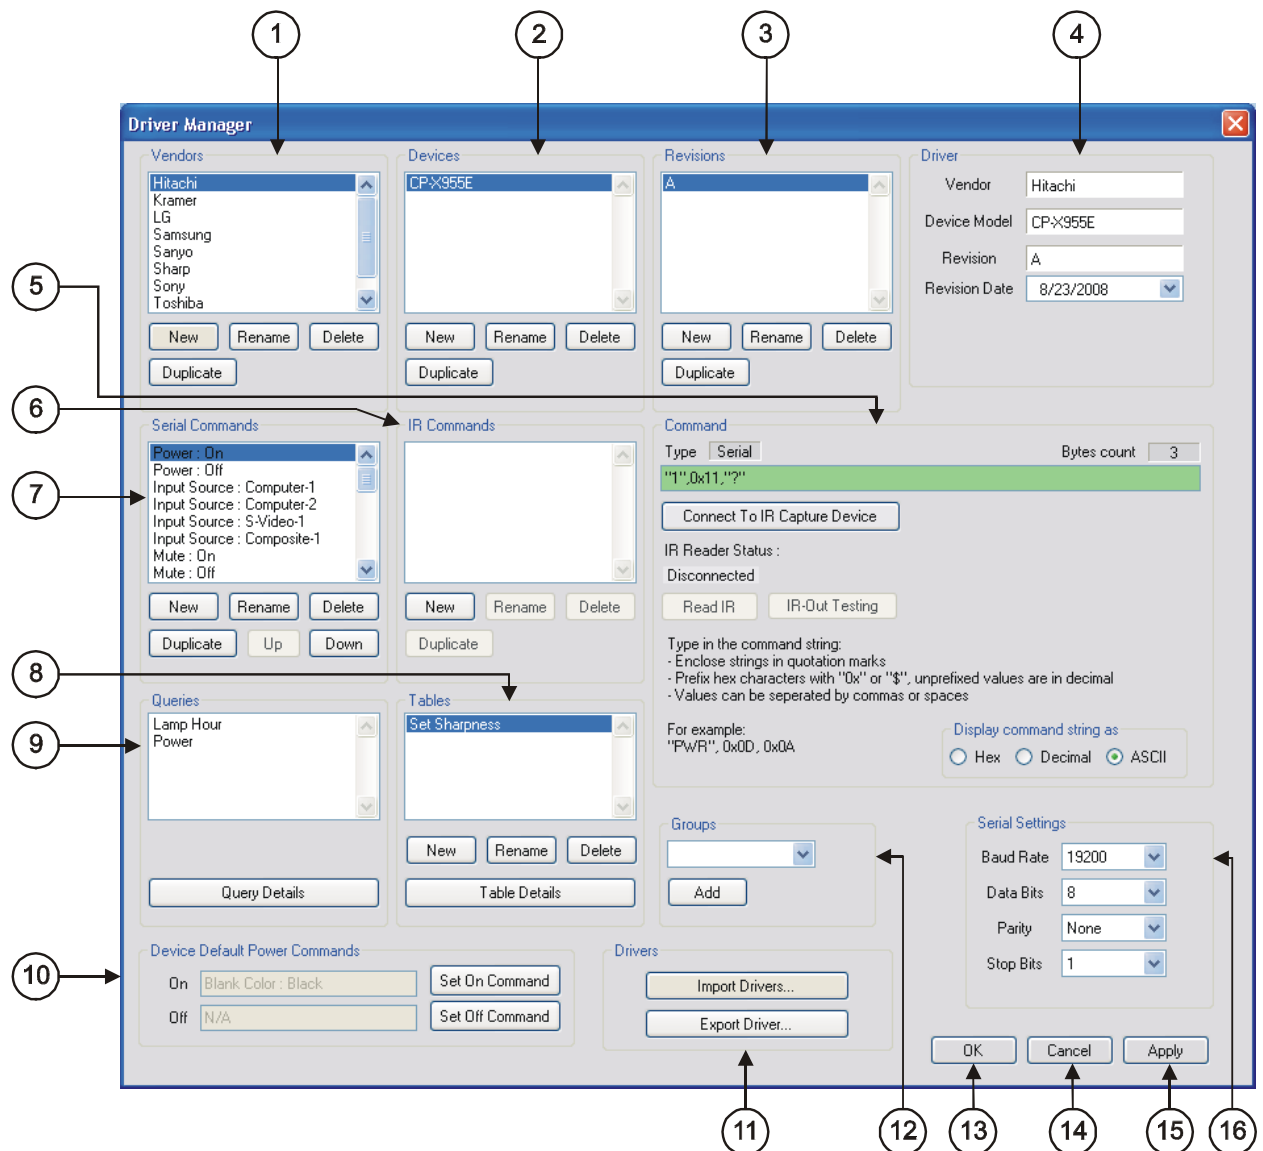 1
2
3
4
Driver Manager
Vendors
Hitachi
Kramer
LG
Samsung
Sanyo
Sharp
Sony
Toshiba
New
Rename
Delete
Duplicate
Devices
CP-X955E
New
Rename
Delete
Duplicate
Revisions
A
New
Rename
Delete
Duplicate
Driver
Vendor
Hitachi
Device Model
CP-X955E
Revision
A
Revision Date
8/23/2008
5
6
7
8
9
10
Serial Commands
Power : On
Power : Off
Input Source : Computer-1
Input Source : Computer-2
Input Source : S-Video-1
Input Source : Composite-1
Mute : On
Mute : Off
New
Rename
Delete
Duplicate
Up
Down
IR Commands
New
Rename
Delete
Duplicate
Command
Type
Serial
Bytes count
3
"1",0x11,"?"
Connect To IR Capture Device
IR Reader Status :
Disconnected
Read IR
IR-Out Testing
Type in the command string:
- Enclose strings in quotation marks
- Prefix hex characters with "0x" or "$", unprefixed values are in decimal
- Values can be seperated by commas or spaces
For example:
"PWR", 0x0D, 0x0A
Display command string as
Hex
Decimal
ASCII
Queries
Lamp Hour
Power
Query Details
Tables
Set Sharpness
New
Rename
Delete
Table Details
Groups
Add
Serial Settings
Baud Rate
19200
Data Bits
8
Parity
None
Stop Bits
1
Device Default Power Commands
On
Blank Color : Black
Set On Command
Off
N/A
Set Off Command
Drivers
Import Drivers...
Export Driver...
OK
Cancel
Apply
11
12
13
14
15
16